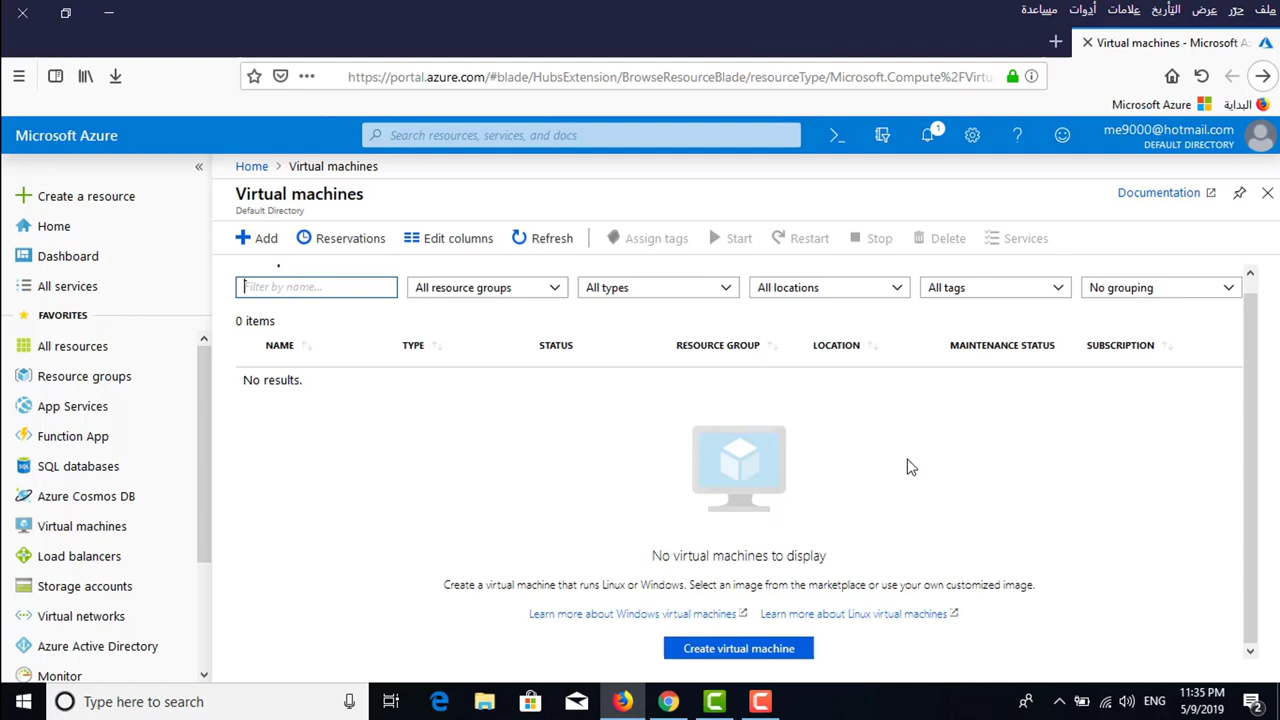 ملف حرّر عرض التأريخ علامات أدوات مساعدة
Virtual machines - Microsoft Az
https://portal.azure.com/#blade/HubsExtension/BrowseResourceBlade/resourceType/Microsoft.Compute%2FVirtu
البداية Microsoft Azure
Microsoft Azure
Search resources, services, and docs
1
me9000@hotmail.com
DEFAULT DIRECTORY
Create a resource
Home
Dashboard
All services
FAVORITES
All resources
Resource groups
App Services
Function App
SQL databases
Azure Cosmos DB
Virtual machines
Load balancers
Storage accounts
Virtual networks
Azure Active Directory
Monitor
Home > Virtual machines
Virtual machines
Default Directory
Documentation
Add Reservations Edit columns Refresh Assign tags Start Restart Stop Delete Services
Filter by name... All resource groups All types All locations All tags No grouping
0 items
NAME TYPE STATUS RESOURCE GROUP LOCATION MAINTENANCE STATUS SUBSCRIPTION
No results.
No virtual machines to display
Create a virtual machine that runs Linux or Windows. Select an image from the marketplace or use your own customized image.
Learn more about Windows virtual machines Learn more about Linux virtual machines
Create virtual machine
Type here to search
ENG
11:35 PM
5/9/2019
2